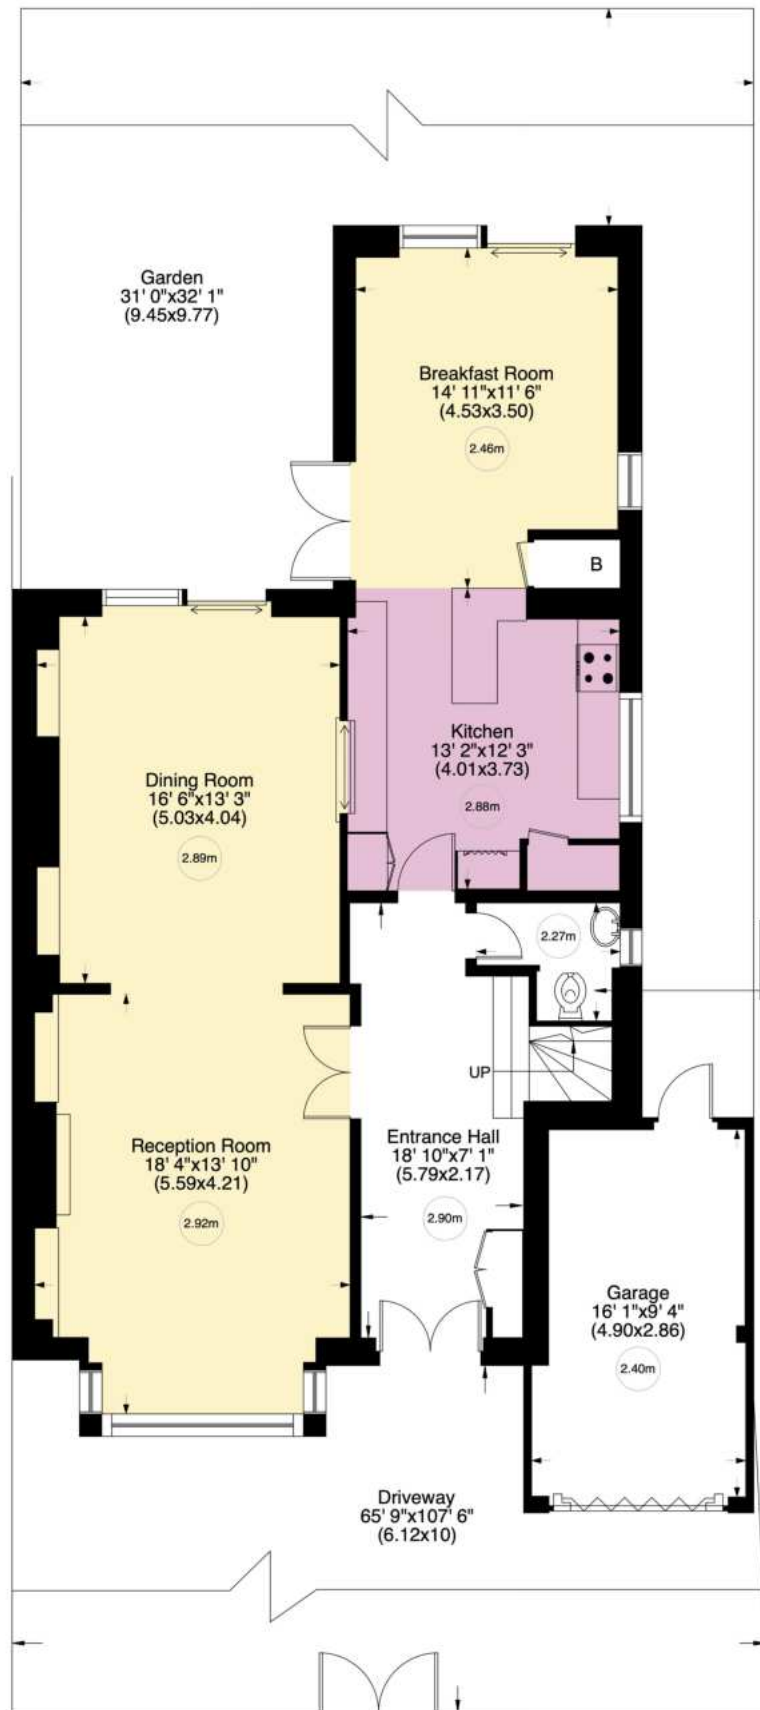 Garden
31' 0"x32' 1"
(9.45x9.77)
Breakfast Room
14' 11"x11' 6"
(4.53x3.50)
2.46m
B
Kitchen
13' 2"x12' 3"
(4.01x3.73)
2.88m
Dining Room
16' 6"x13' 3"
(5.03x4.04)
2.89m
2.27m
UP
Reception Room
18' 4"x13' 10"
(5.59x4.21)
2.92m
Entrance Hall
18' 10"x7' 1"
(5.79x2.17)
2.90m
Garage
16' 1"x9' 4"
(4.90x2.86)
2.40m
Driveway
65' 9"x107' 6"
(6.12x10)